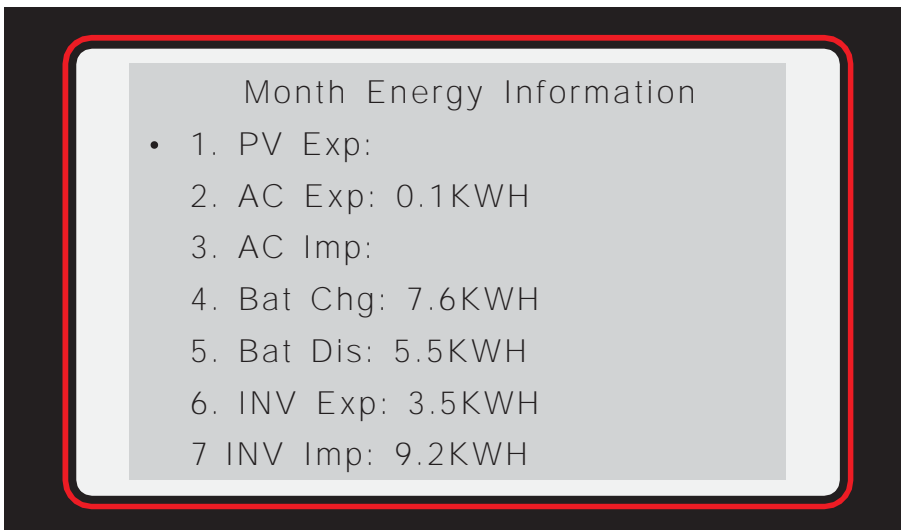 Month Energy Information
• 1. PV Exp:
2. AC Exp: 0.1KWH
3. AC Imp:
4. Bat Chg: 7.6KWH
5. Bat Dis: 5.5KWH
6. INV Exp: 3.5KWH
7 INV Imp: 9.2KWH